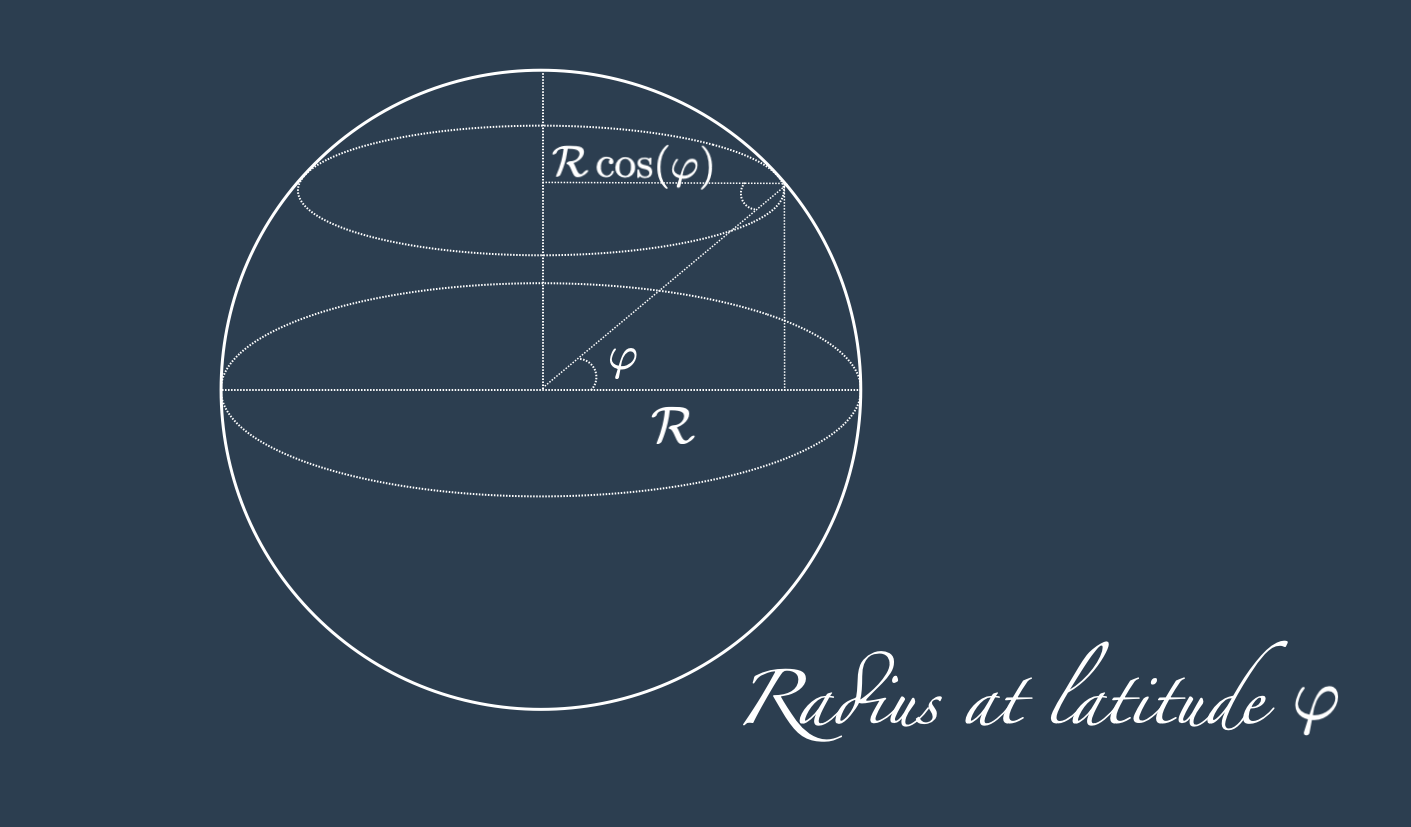 R cos(φ)
φ
R
Radius at latitude φ